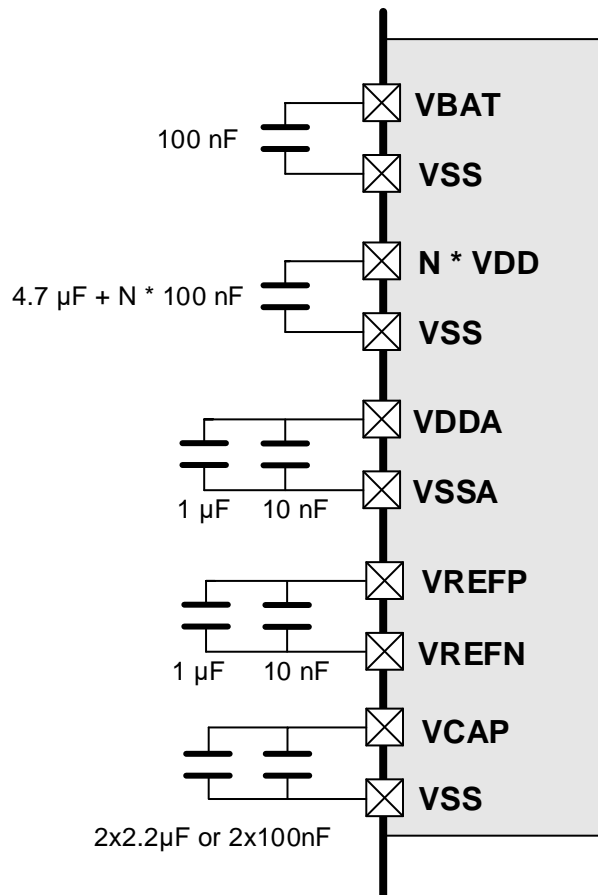 VBAT
100 nF
VSS
N * VDD
4.7 µF + N * 100 nF
VSS
VDDA
VSSA
1 µF 10 nF
VREFP
VREFN
1 µF 10 nF
VCAP
VSS
2x2.2µF or 2x100nF